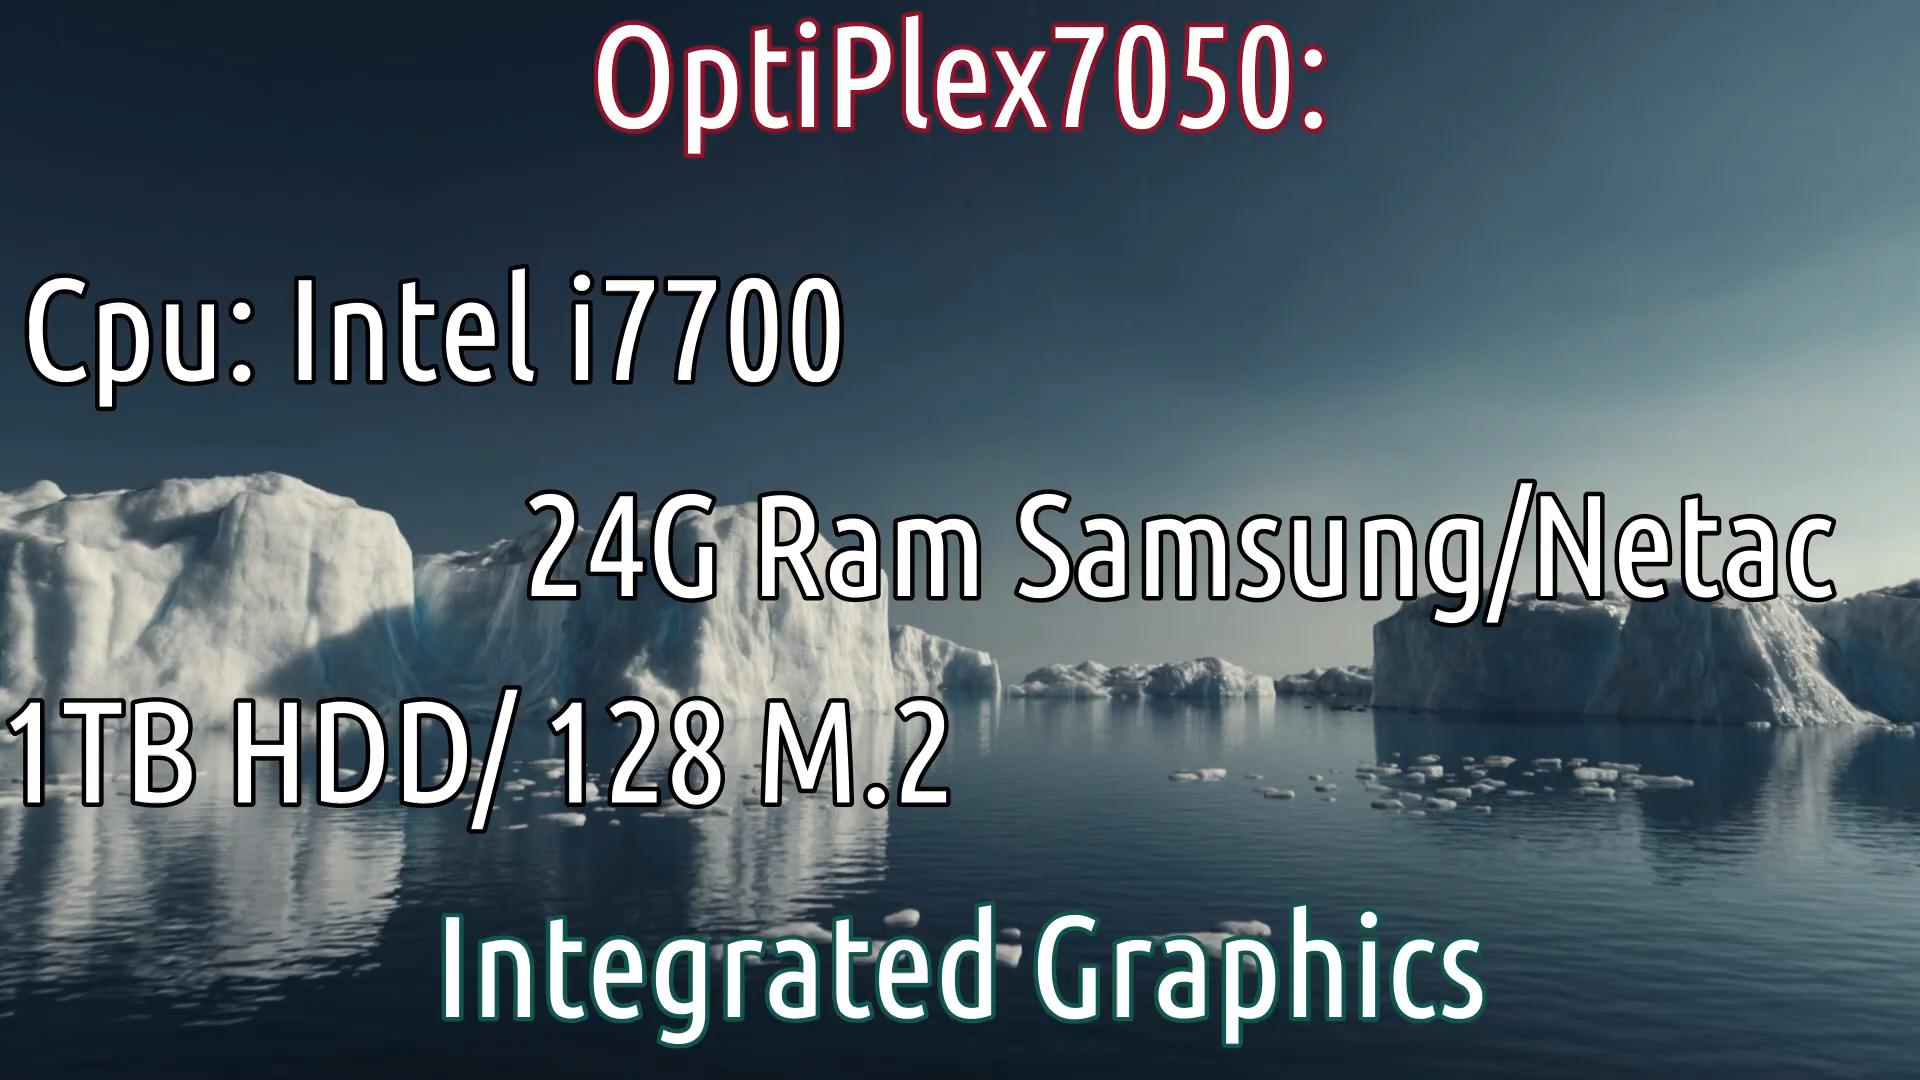 OptiPlex7050:
Cpu: Intel i7700
24G Ram Samsung/Netac
1TB HDD/ 128 M.2
Integrated Graphics